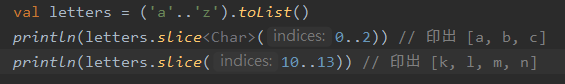 val letters = ('a'..'z').toList()
println(letters.slice<Char>( indices: 0..2)) // 印出 [a, b, c]
println(letters.slice( indices: 10..13)) // 印出 [k, l, m, n]